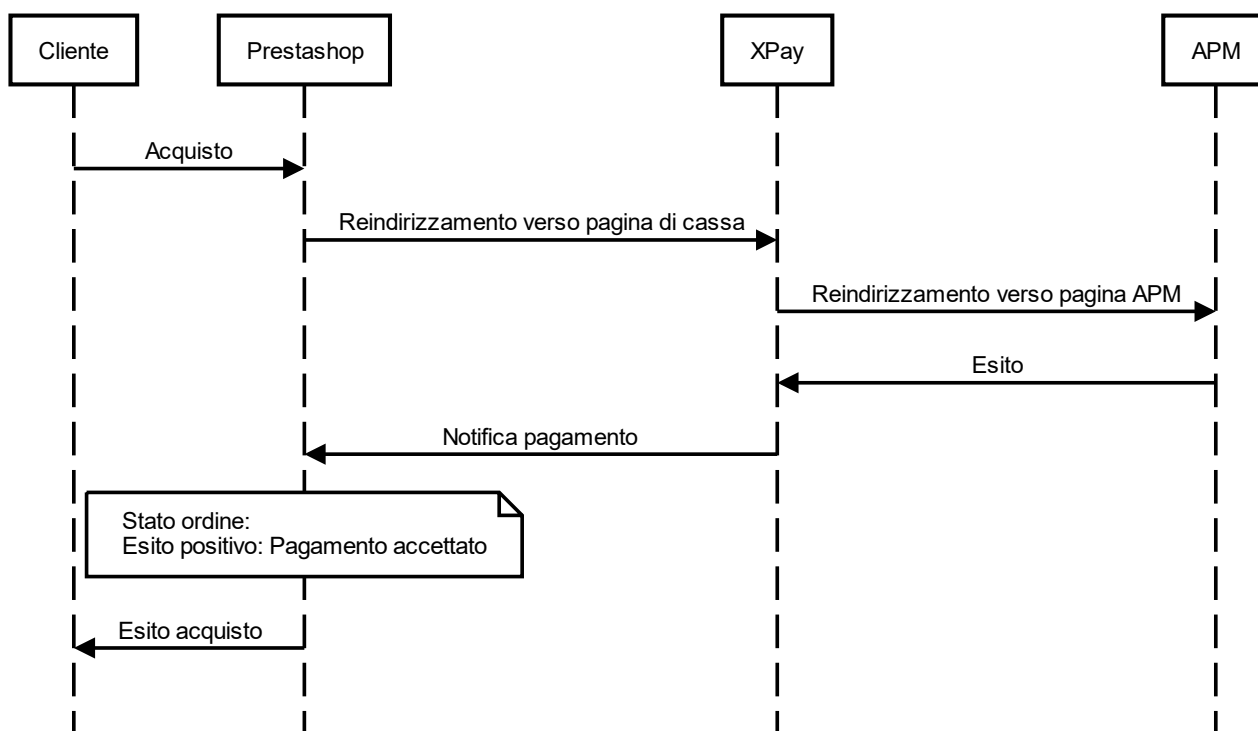 Cliente
Prestashop
XPay
APM
Acquisto
Reindirizzamento verso pagina di cassa
Reindirizzamento verso pagina APM
Esito
Notifica pagamento
Stato ordine:
Esito positivo: Pagamento accettato
Esito acquisto